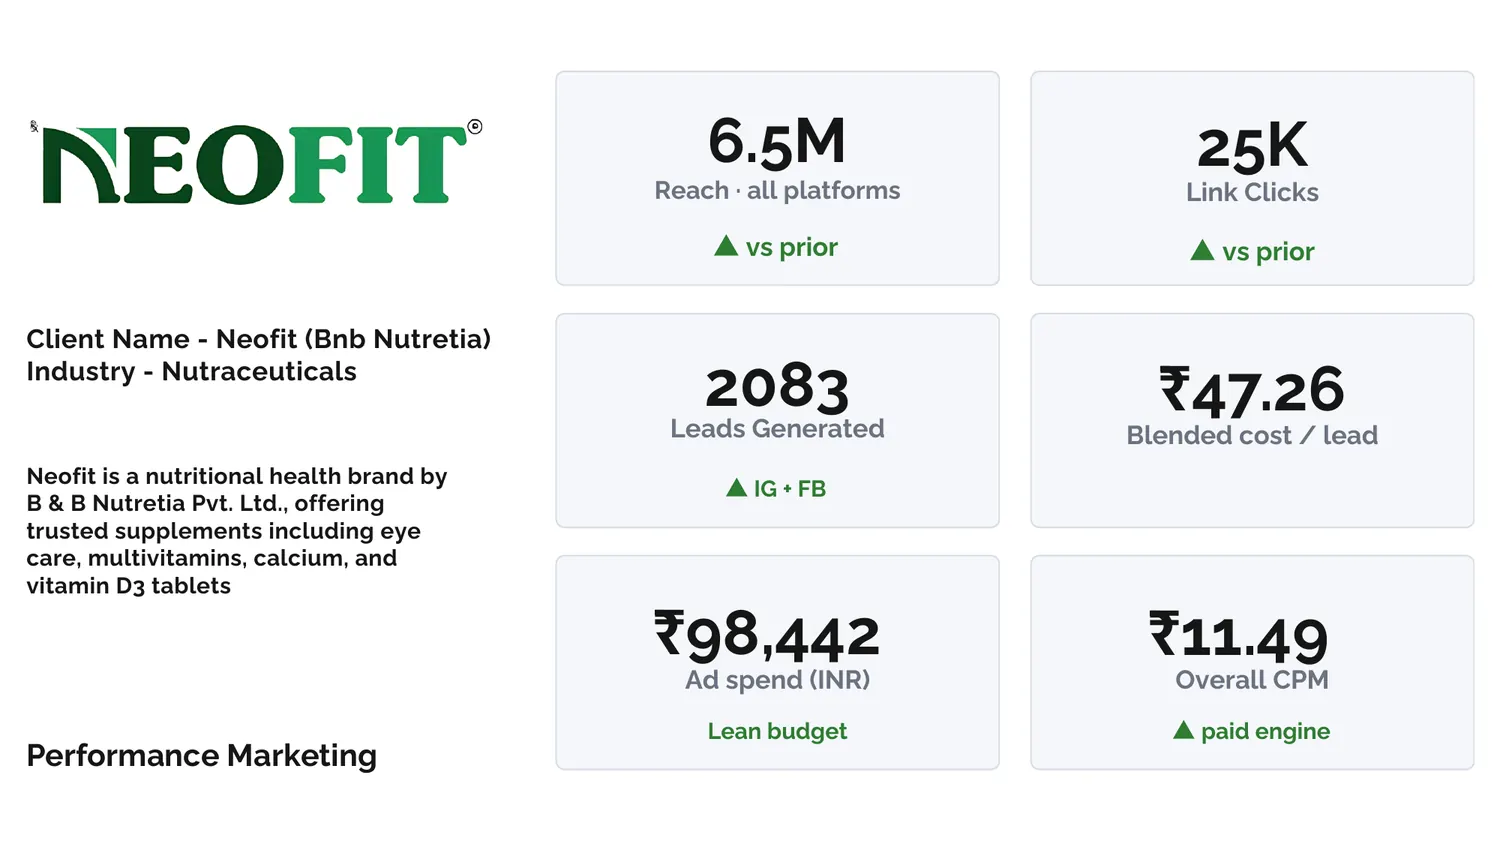 NEOFIT
Client Name - Neofit (Bnb Nutretia)
Industry - Nutraceuticals
Neofit is a nutritional health brand by
B & B Nutretia Pvt. Ltd., offering
trusted supplements including eye
care, multivitamins, calcium, and
vitamin D3 tablets
Performance Marketing
6.5M
Reach · all platforms
▲ vs prior
25K
Link Clicks
▲ vs prior
2083
Leads Generated
▲ IG + FB
₹47.26
Blended cost / lead
₹98,442
Ad spend (INR)
Lean budget
₹11.49
Overall CPM
▲ paid engine